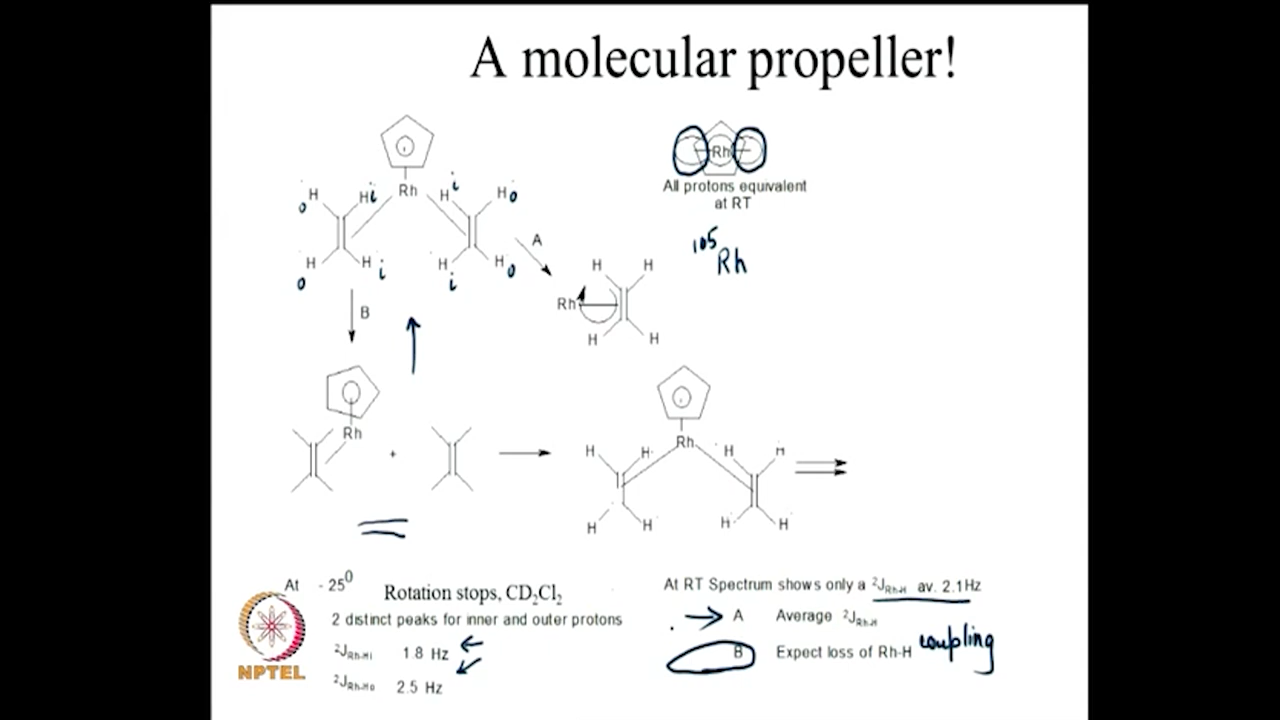 A molecular propeller!
Rh
All protons equivalent
at RT
105Rh
H Hi Rh H i H o
o
H H i H H o
o i
A
B
H H
Rh
H H
Rh
+
Rh
H H H H
H H H H
At - 25⁰ Rotation stops, CD₂Cl₂
2 distinct peaks for inner and outer protons
²JRh-Hi 1.8 Hz
²JRh-Ho 2.5 Hz
At RT Spectrum shows only a ²JRh-H av. 2.1Hz
A Average ²JRh-H
B Expect loss of Rh-H coupling
NPTEL